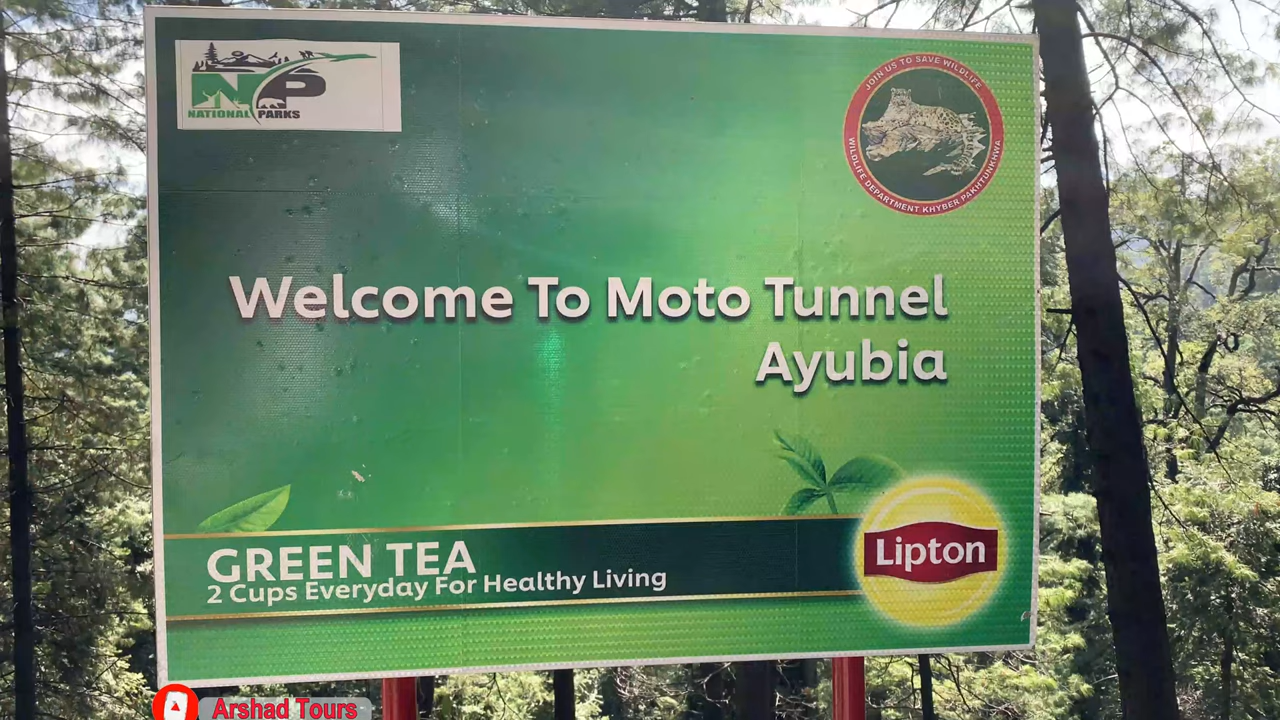 NP
NATIONAL PARKS
JOIN US TO SAVE WILDLIFE
WILDLIFE DEPARTMENT KHYBER PAKHTUNKHWA
Welcome To Moto Tunnel
Ayubia
GREEN TEA
2 Cups Everyday For Healthy Living
Lipton
Arshad Tours